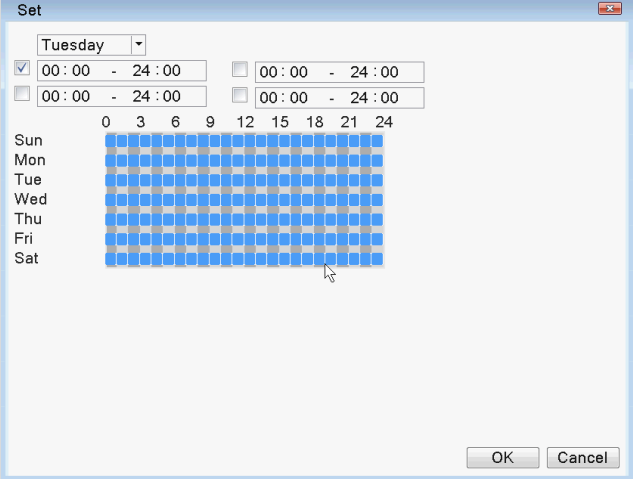 Set
Tuesday
00:00 - 24:00 00:00 - 24:00
00:00 - 24:00 00:00 - 24:00
0 3 6 9 12 15 18 21 24
Sun
Mon
Tue
Wed
Thu
Fri
Sat
OK Cancel